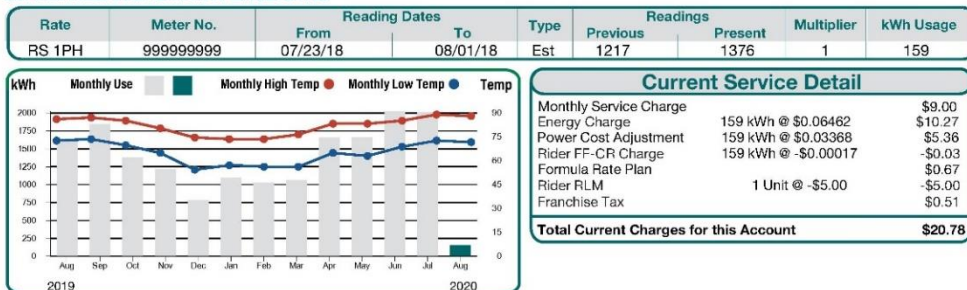 Rate Meter No. Reading Dates Type Readings Multiplier kWh Usage
From To Previous Present
RS 1PH 999999999 07/23/18 08/01/18 Est 1217 1376 1 159
kWh Monthly Use Monthly High Temp Monthly Low Temp Temp
2000 90
1750 75
1500 60
1250
1000 45
750 30
500
250 15
0 0
Aug Sep Oct Nov Dec Jan Feb Mar Apr May Jun Jul Aug
2019 2020
Current Service Detail
Monthly Service Charge $9.00
Energy Charge 159 kWh @ $0.06462 $10.27
Power Cost Adjustment 159 kWh @ $0.03368 $5.36
Rider FF-CR Charge 159 kWh @ -$0.00017 -$0.03
Formula Rate Plan $0.67
Rider RLM 1 Unit @ -$5.00 -$5.00
Franchise Tax $0.51
Total Current Charges for this Account $20.78